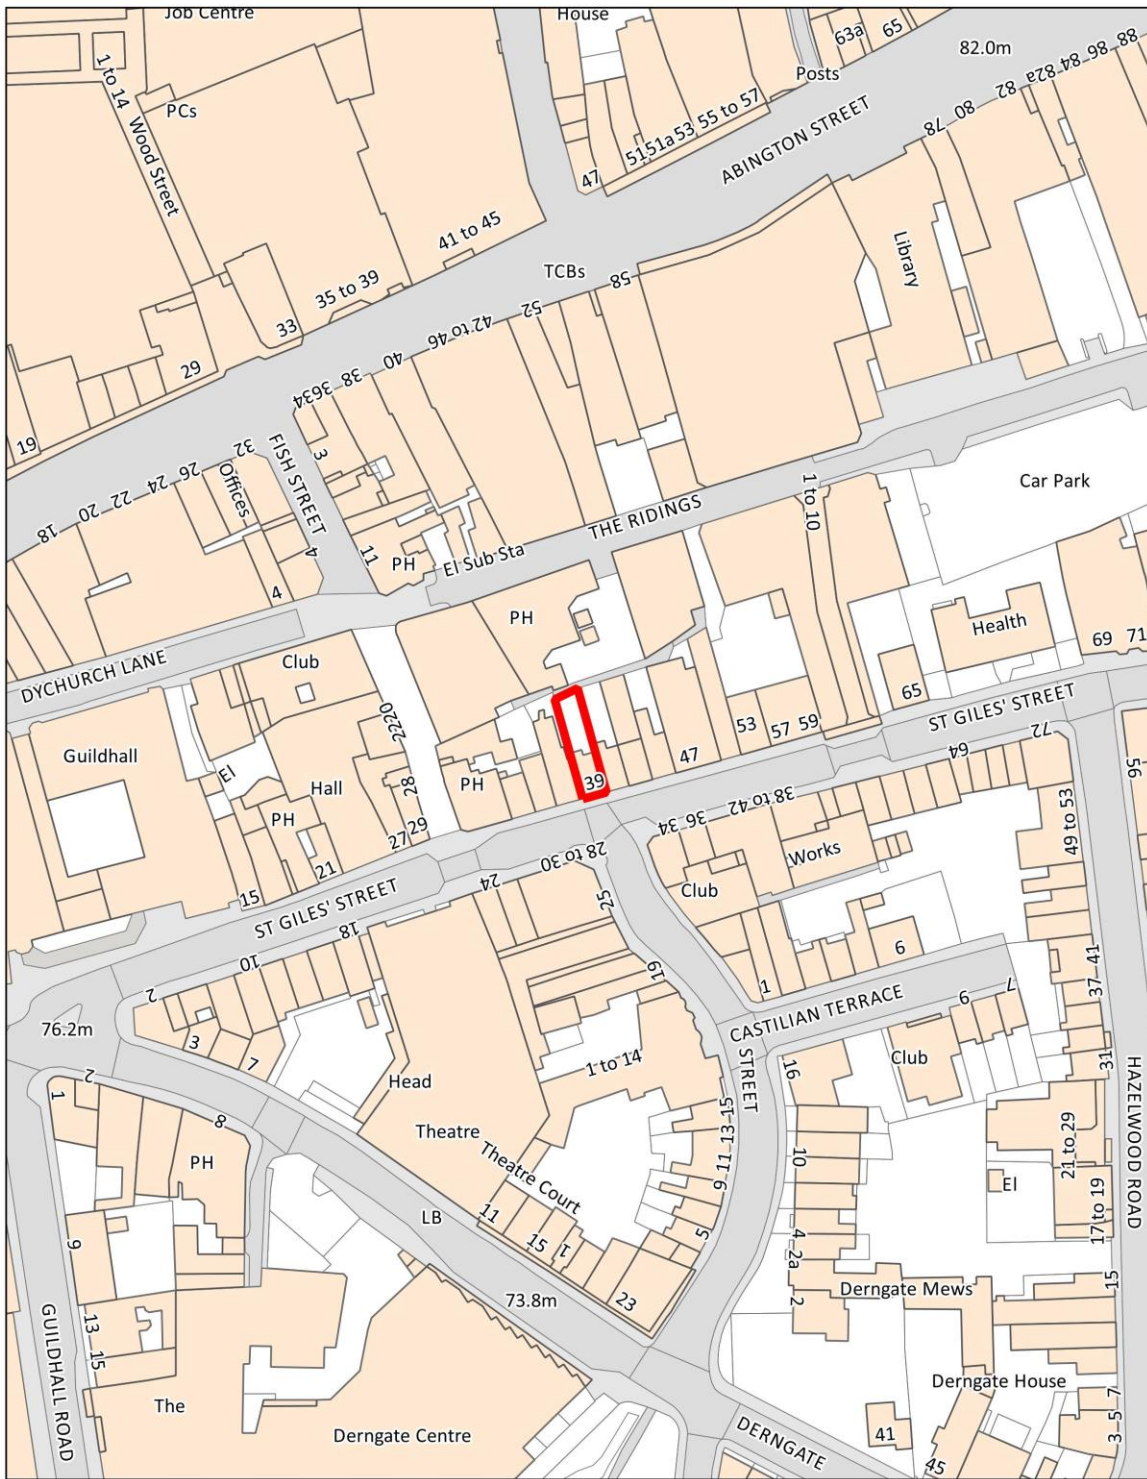 Job Centre
House
63a
65
82.0m
88
86
84
82a
82
80
78
Posts
1 to 14
Wood Street
PCs
55 to 57
53
51a
51
47
ABINGTON STREET
41 to 45
35 to 39
33
29
19
TCBs
58
52
42 to 46
40
38
36
34
Library
32
26
24
22
20
18
Offices
FISH STREET
3
4
11
PH
El Sub Sta
THE RIDINGS
1 to 10
Car Park
4
DYCHURCH LANE
Club
PH
Health
69
71
65
2220
ST GILES' STREET
Guildhall
El
Hall
28
PH
39
47
53
57
59
64
72
56
PH
27
29
21
15
38 to 42
36
34
28 to 30
24
25
Works
Club
49 to 53
ST GILES' STREET
18
10
2
19
6
1
CASTILIAN TERRACE
7
9
37-41
76.2m
3
7
Head
1 to 14
STREET
16
Club
31
HAZELWOOD ROAD
2
1
8
PH
Theatre
Theatre Court
15
13
11
9
5
10
4
2a
2
El
21 to 29
17 to 19
15
LB
11
15
1
23
73.8m
Derngate Mews
9
13
15
GUILDHALL ROAD
The
Derngate Centre
Derngate House
DERNGATE
41
45
7
5
3